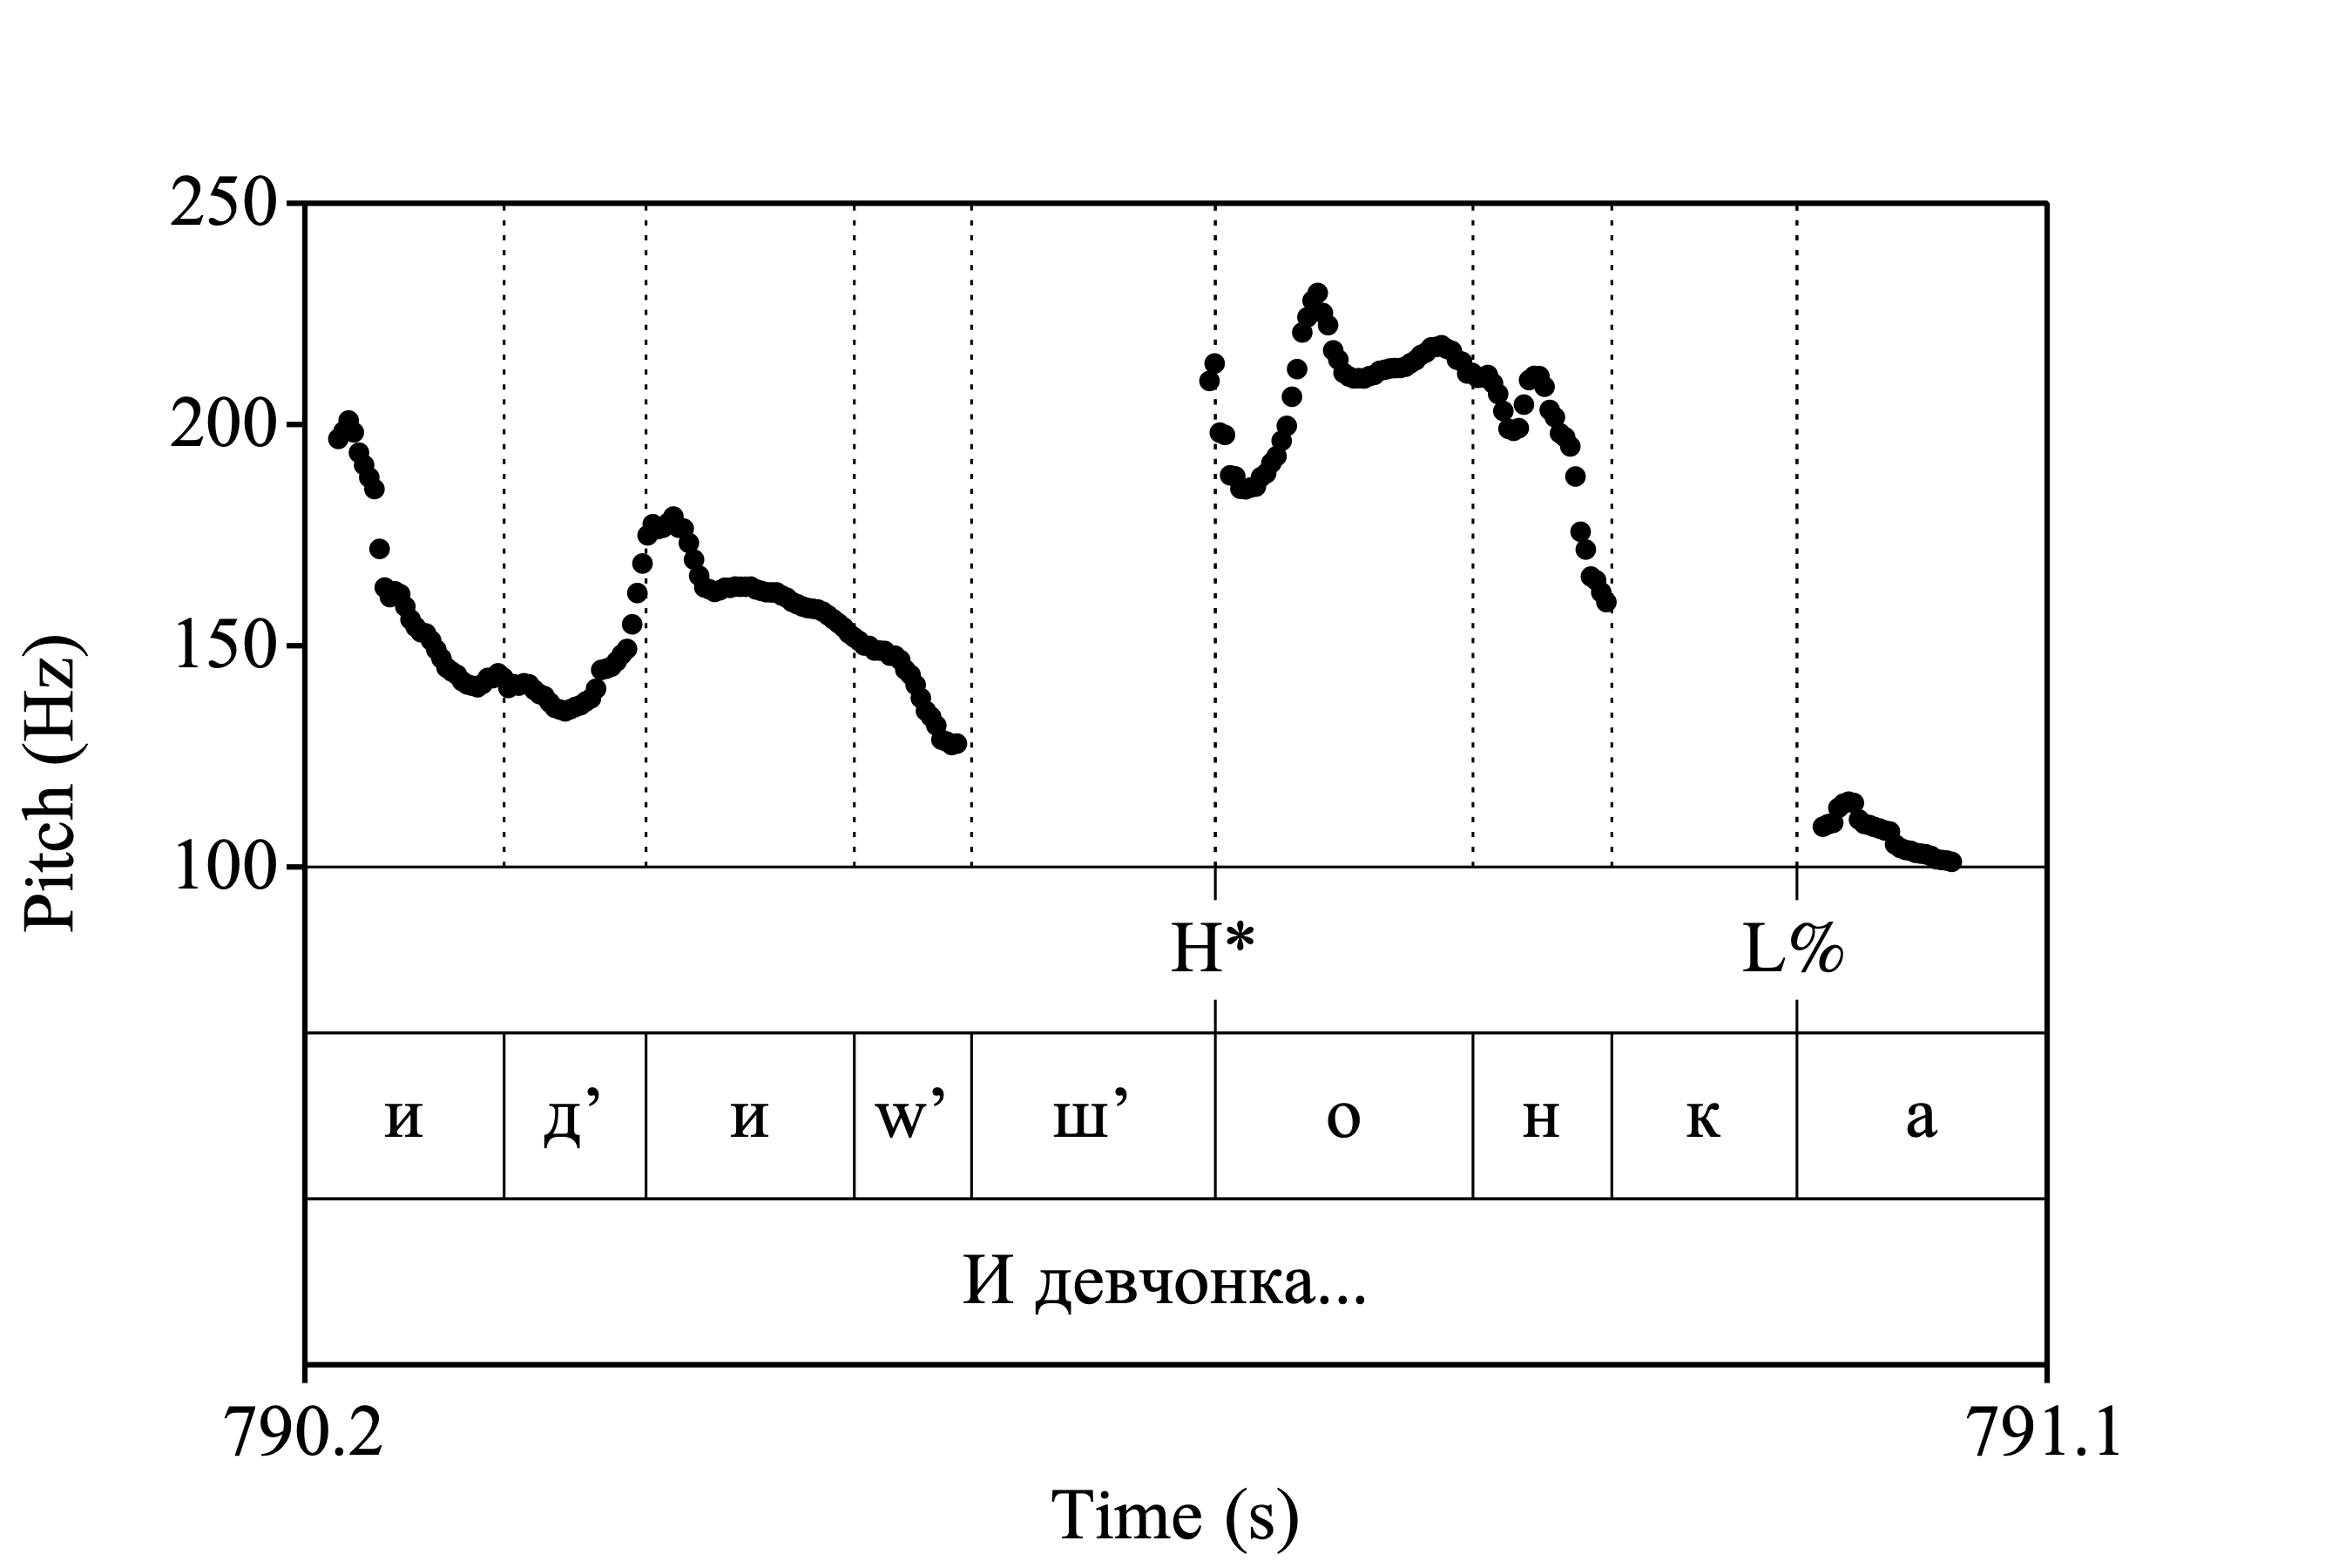 250
200
150
100
Pitch (Hz)
H* L%
и д’ и w’ ш’ о н к а
И девчонка...
790.2 791.1
Time (s)